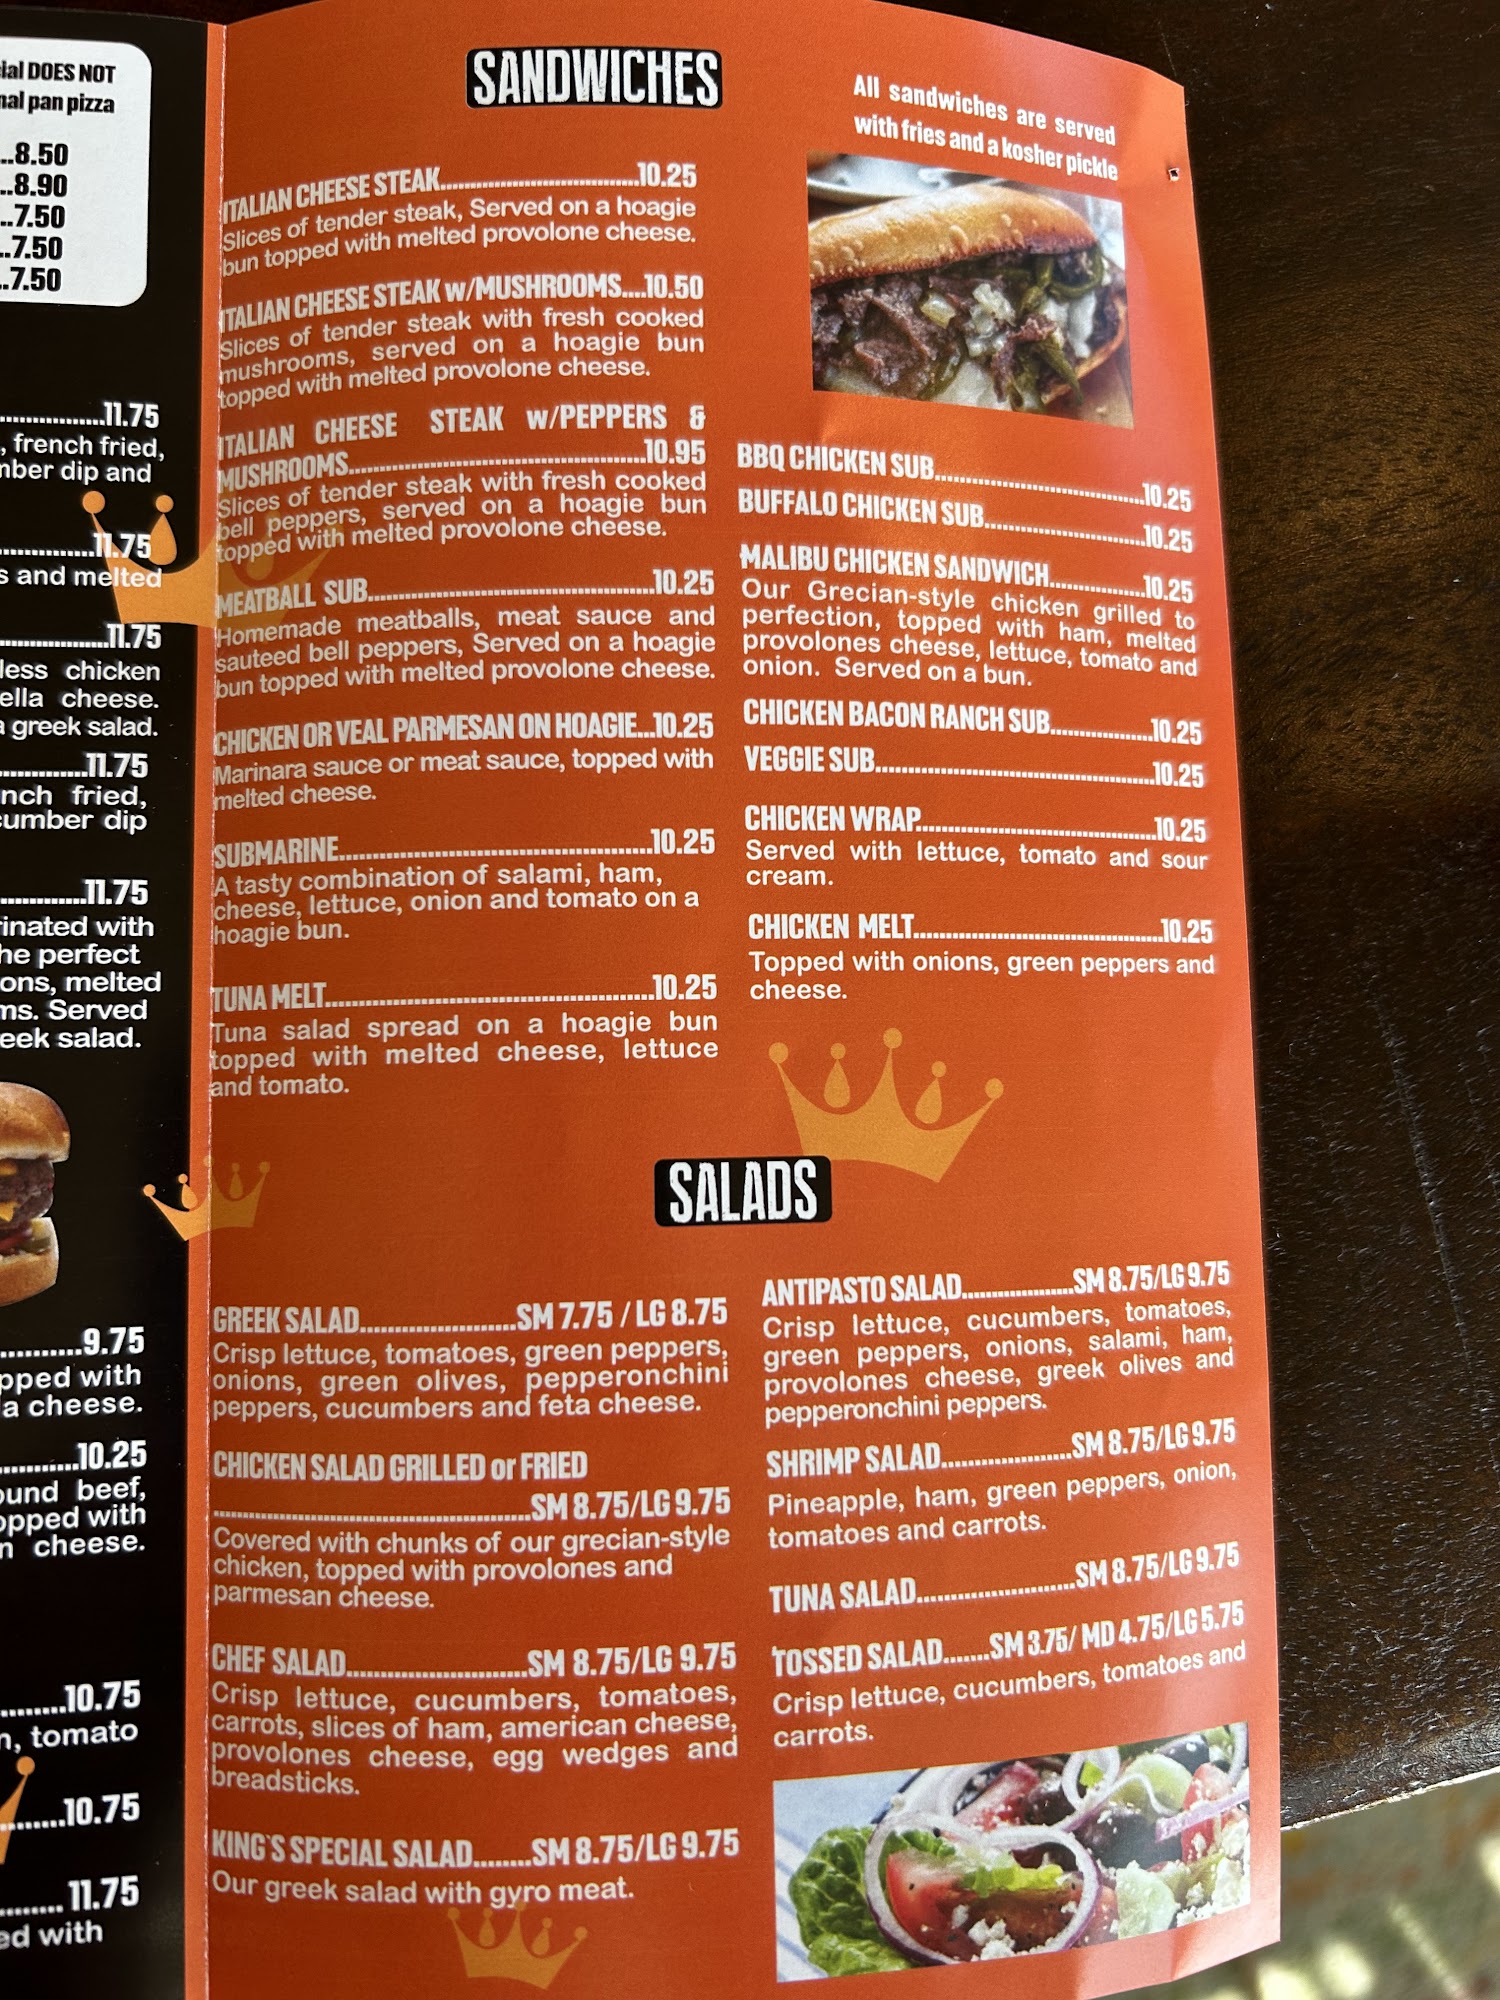 ial DOES NOT
nal pan pizza
..8.50
..8.90
..7.50
..7.50
..7.50
....................11.75
, french fried,
mber dip and
..................11.75
s and melted
....................11.75
less chicken
ella cheese.
a greek salad.
................11.75
nch fried,
cumber dip
................11.75
rinated with
he perfect
ons, melted
ms. Served
eek salad.
...........9.75
pped with
a cheese.
...........10.25
ound beef,
opped with
n cheese.
.........10.75
n, tomato
.........10.75
......... 11.75
ed with
SANDWICHES
All sandwiches are served
with fries and a kosher pickle
ITALIAN CHEESE STEAK...................................10.25
Slices of tender steak, Served on a hoagie
bun topped with melted provolone cheese.
ITALIAN CHEESE STEAK w/MUSHROOMS....10.50
Slices of tender steak with fresh cooked
mushrooms, served on a hoagie bun
topped with melted provolone cheese.
ITALIAN CHEESE STEAK w/PEPPERS &
MUSHROOMS.....................................................10.95
Slices of tender steak with fresh cooked
bell peppers, served on a hoagie bun
topped with melted provolone cheese.
MEATBALL SUB.................................................10.25
Homemade meatballs, meat sauce and
sauteed bell peppers, Served on a hoagie
bun topped with melted provolone cheese.
CHICKEN OR VEAL PARMESAN ON HOAGIE...10.25
Marinara sauce or meat sauce, topped with
melted cheese.
SUBMARINE.......................................................10.25
A tasty combination of salami, ham,
cheese, lettuce, onion and tomato on a
hoagie bun.
TUNA MELT.........................................................10.25
Tuna salad spread on a hoagie bun
topped with melted cheese, lettuce
and tomato.
BBQ CHICKEN SUB.....................................10.25
BUFFALO CHICKEN SUB............................10.25
MALIBU CHICKEN SANDWICH................10.25
Our Grecian-style chicken grilled to
perfection, topped with ham, melted
provolones cheese, lettuce, tomato and
onion. Served on a bun.
CHICKEN BACON RANCH SUB..................10.25
VEGGIE SUB.................................................10.25
CHICKEN WRAP..........................................10.25
Served with lettuce, tomato and sour
cream.
CHICKEN MELT............................................10.25
Topped with onions, green peppers and
cheese.
SALADS
GREEK SALAD......................SM 7.75 / LG 8.75
Crisp lettuce, tomatoes, green peppers,
onions, green olives, pepperonchini
peppers, cucumbers and feta cheese.
CHICKEN SALAD GRILLED or FRIED
.............................................SM 8.75/LG 9.75
Covered with chunks of our grecian-style
chicken, topped with provolones and
parmesan cheese.
CHEF SALAD..........................SM 8.75/LG 9.75
Crisp lettuce, cucumbers, tomatoes,
carrots, slices of ham, american cheese,
provolones cheese, egg wedges and
breadsticks.
KING'S SPECIAL SALAD........SM 8.75/LG 9.75
Our greek salad with gyro meat.
ANTIPASTO SALAD...................SM 8.75/LG 9.75
Crisp lettuce, cucumbers, tomatoes,
green peppers, onions, salami, ham,
provolones cheese, greek olives and
pepperonchini peppers.
SHRIMP SALAD......................SM 8.75/LG 9.75
Pineapple, ham, green peppers, onion,
tomatoes and carrots.
TUNA SALAD..........................SM 8.75/LG 9.75
TOSSED SALAD.......SM 3.75/ MD 4.75/LG 5.75
Crisp lettuce, cucumbers, tomatoes and
carrots.